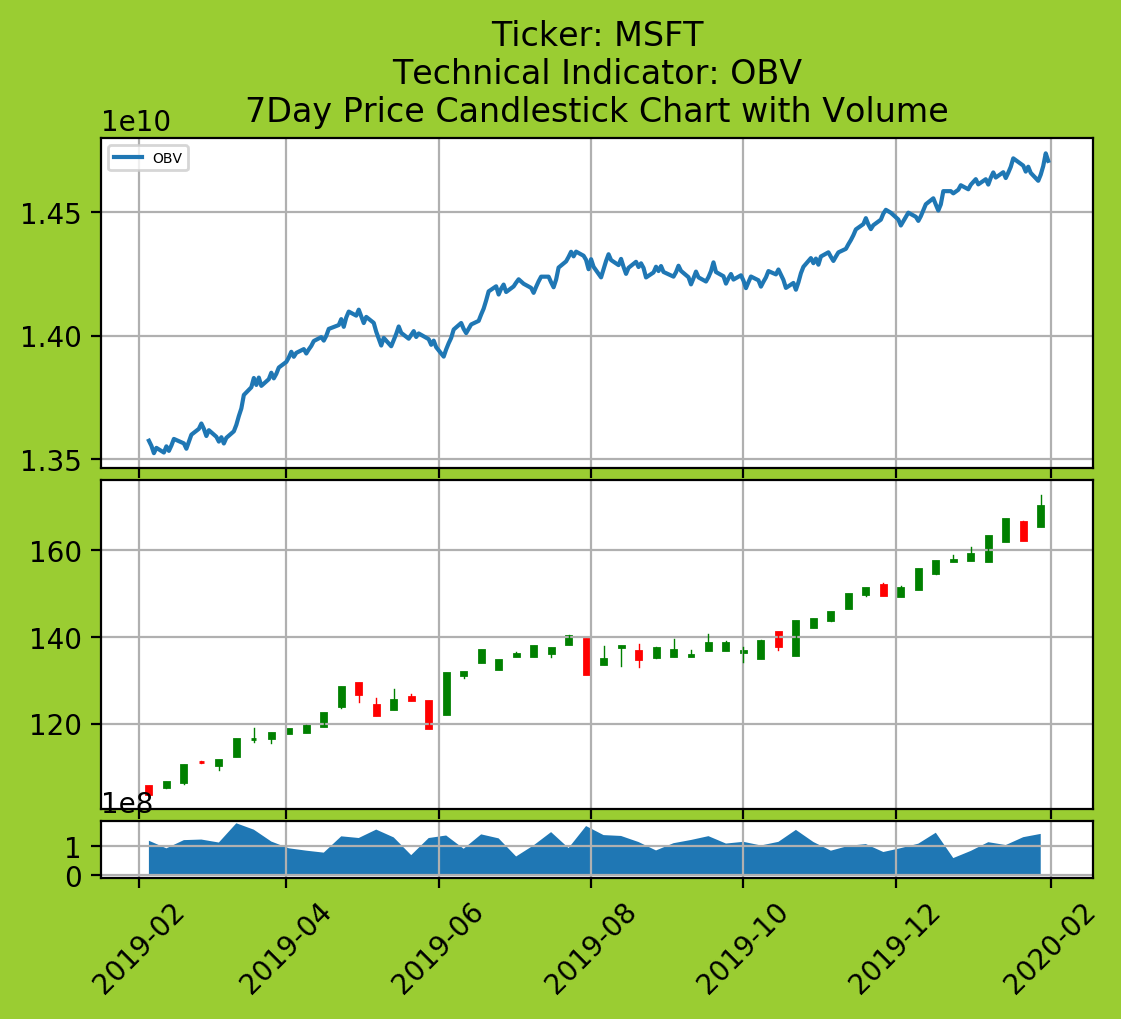 Ticker: MSFT
Technical Indicator: OBV
7Day Price Candlestick Chart with Volume
1e10
OBV
1.45
1.40
1.35
160
140
120
1e8
1
0
2019-02
2019-04
2019-06
2019-08
2019-10
2019-12
2020-02